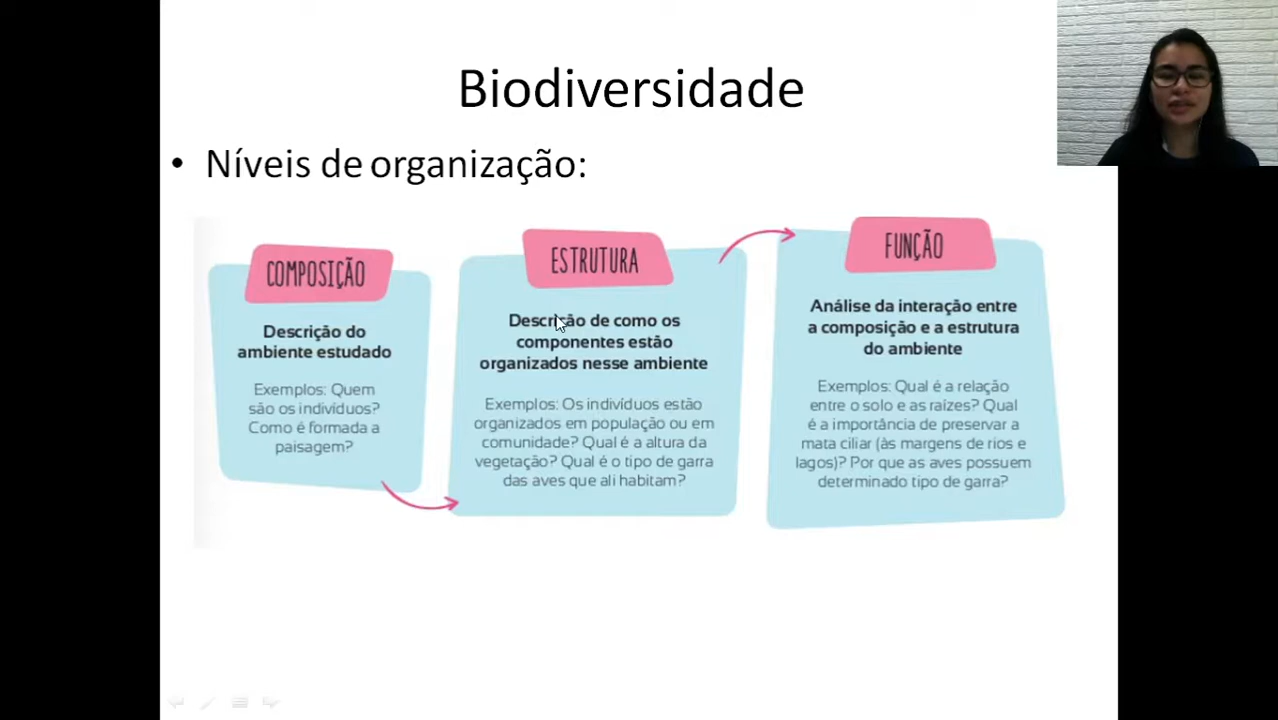 Biodiversidade
• Níveis de organização:
COMPOSIÇÃO
Descrição do
ambiente estudado
Exemplos: Quem
são os indivíduos?
Como é formada a
paisagem?
ESTRUTURA
Descrição de como os
componentes estão
organizados nesse ambiente
Exemplos: Os indivíduos estão
organizados em população ou em
comunidade? Qual é a altura da
vegetação? Qual é o tipo de garra
das aves que ali habitam?
FUNÇÃO
Análise da interação entre
a composição e a estrutura
do ambiente
Exemplos: Qual é a relação
entre o solo e as raízes? Qual
é a importância de preservar a
mata ciliar (às margens de rios e
lagos)? Por que as aves possuem
determinado tipo de garra?